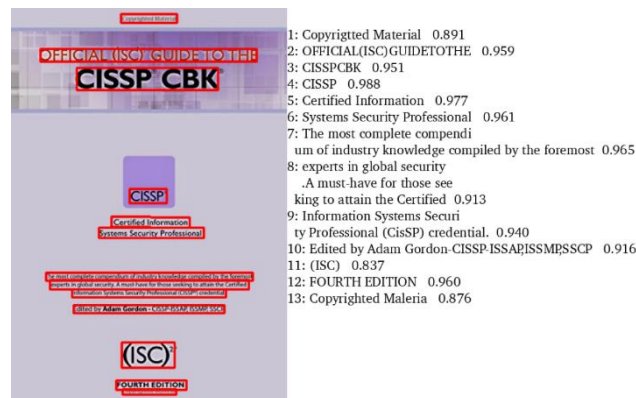 Copyrighted Material
OFFICIAL (ISC)²® GUIDE TO THE
CISSP® CBK®
CISSP®
Certified Information
Systems Security Professional
The most complete compendium of industry knowledge compiled by the foremost
experts in global security. A must-have for those seeking to attain the Certified
Information Systems Security Professional (CISSP®) credential.
Edited by Adam Gordon - CISSP-ISSAP, ISSMP, SSCP
(ISC)²®
FOURTH EDITION
Copyrighted Material
1: Copyrigtted Material 0.891
2: OFFICIAL(ISC)GUIDETOTHE 0.959
3: CISSPCBK 0.951
4: CISSP 0.988
5: Certified Information 0.977
6: Systems Security Professional 0.961
7: The most complete compendi
um of industry knowledge compiled by the foremost 0.965
8: experts in global security
.A must-have for those see
king to attain the Certified 0.913
9: Information Systems Securi
ty Professional (CisSP) credential. 0.940
10: Edited by Adam Gordon-CISSP-ISSAP,ISSMP,SSCP 0.916
11: (ISC) 0.837
12: FOURTH EDITION 0.960
13: Copyrighted Maleria 0.876